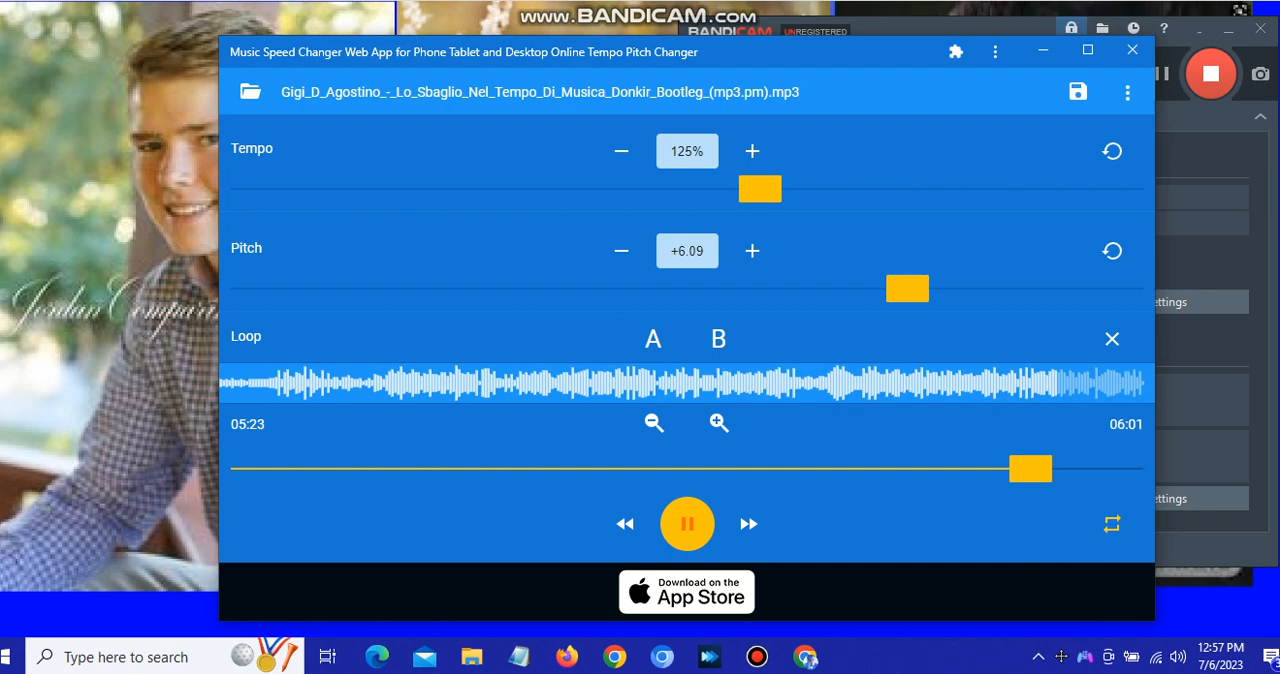 www.BANDICAM.com
BANDICAM UNREGISTERED
Music Speed Changer Web App for Phone Tablet and Desktop Online Tempo Pitch Changer
Gigi_D_Agostino_-_Lo_Sbaglio_Nel_Tempo_Di_Musica_Donkir_Bootleg_(mp3.pm).mp3
Tempo
125%
Pitch
+6.09
ettings
Jordan
Loop
A B
05:23
06:01
ettings
Download on the
App Store
Type here to search
12:57 PM
7/6/2023